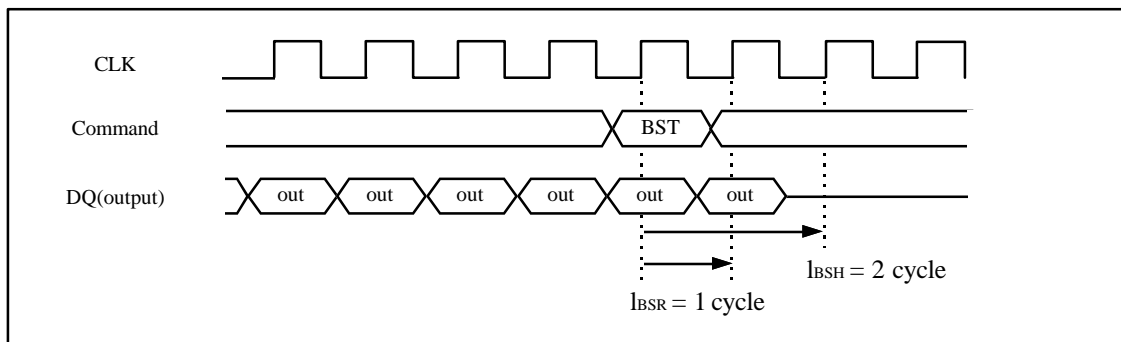 CLK
Command
BST
DQ(output)
out
out
out
out
out
out
lBSH = 2 cycle
lBSR = 1 cycle